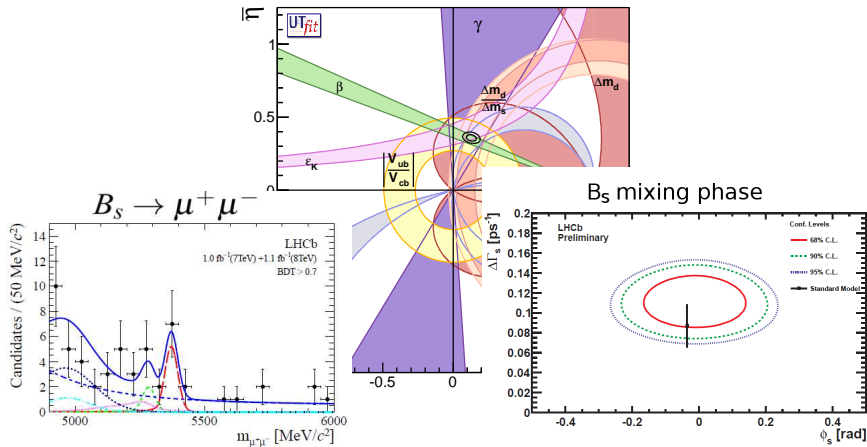 η̅
1
0.5
-0.5
0
UT
fit
γ
β
ε_K
Δm_d
Δm_s
Δm_d
|V_ub
V_cb|
B_s → μ⁺ μ⁻
Candidates / (50 MeV/c²)
14
12
10
8
6
4
2
0
LHCb
1.0 fb⁻¹(7TeV) +1.1 fb⁻¹(8TeV)
BDT > 0.7
5000
5500
6000
m_μ⁺μ⁻ [MeV/c²]
B_s mixing phase
ΔΓ_s [ps⁻¹]
0.2
0.18
0.16
0.14
0.12
0.1
0.08
0.06
0.04
0.02
0
LHCb
Preliminary
Conf. Levels
68% C.L.
90% C.L.
95% C.L.
Standard Model
-0.4
-0.2
0
0.2
0.4
ϕ_s [rad]